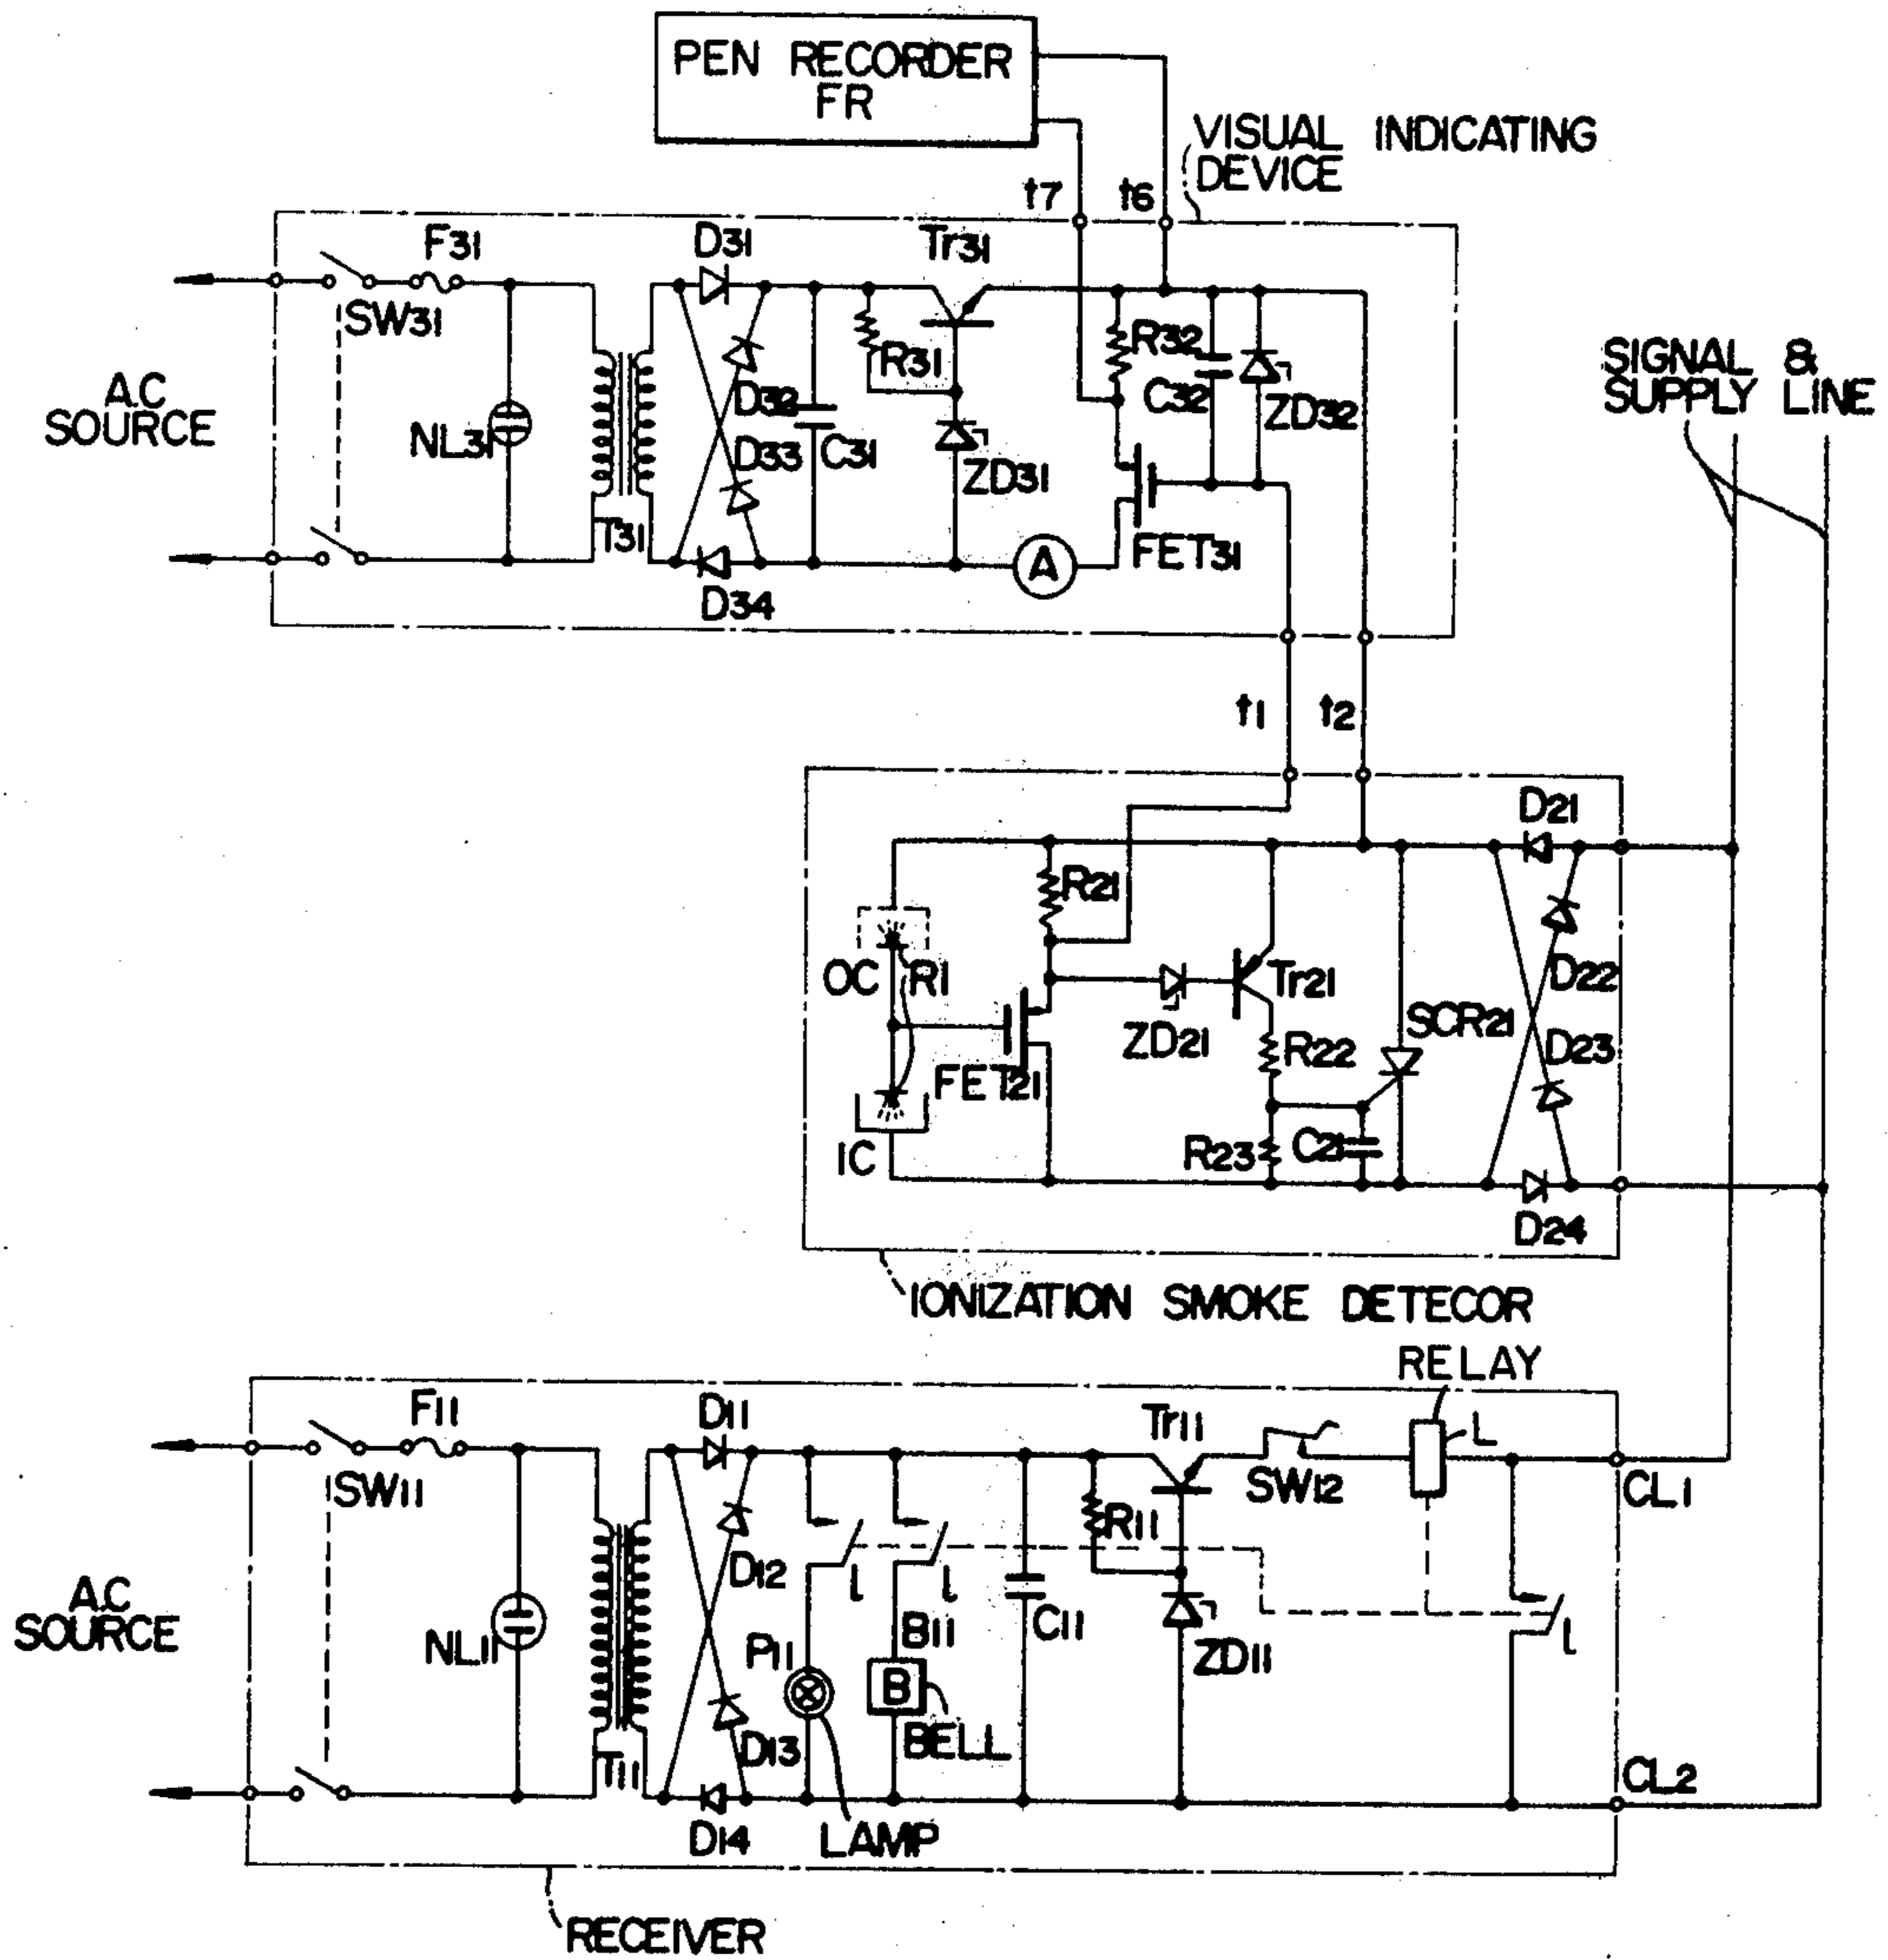 PEN RECORDER
FR
VISUAL INDICATING
DEVICE
t7
t6
F31
D31
Tr31
SW31
R31
R32
SIGNAL &
SUPPLY LINE
A.C
SOURCE
NL31
D32
C32
ZD32
D33
C31
ZD31
T31
FET31
A
D34
t1
t2
D21
R21
OC
R1
Tr21
D22
ZD21
SCR21
R22
D23
FET21
IC
R23
C21
D24
IONIZATION SMOKE DETECOR
RELAY
F11
D11
Tr11
L
SW11
SW12
CL1
R11
D12
l
l
A.C
SOURCE
NL11
P11
B11
C11
ZD11
l
B
T11
D13
BELL
CL2
D14
LAMP
RECEIVER